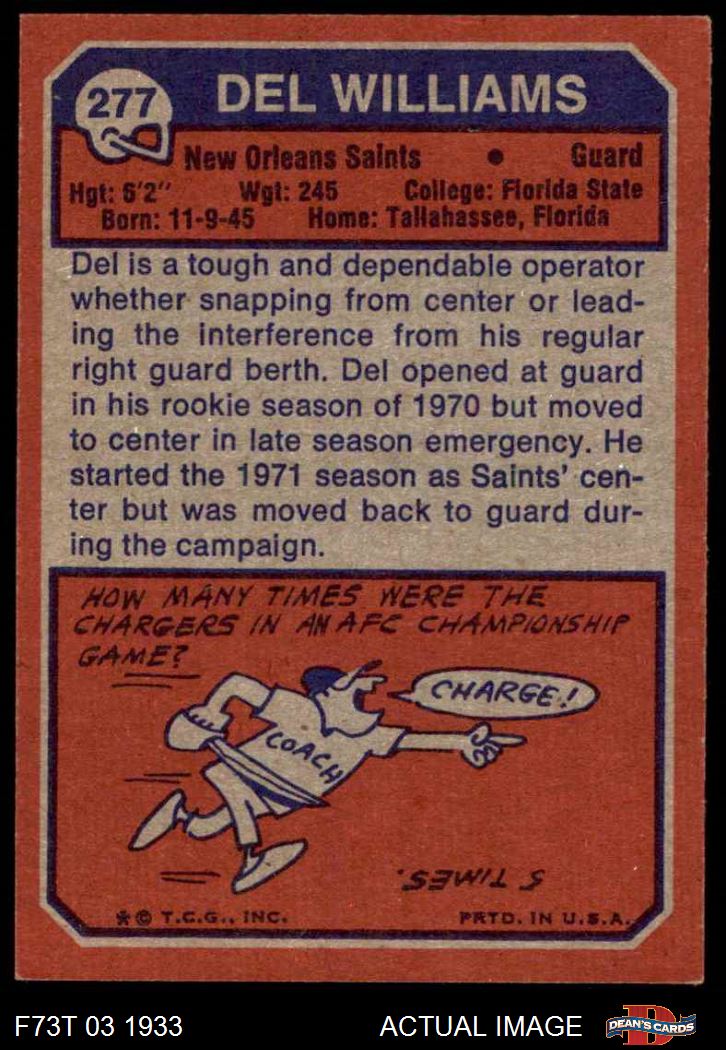 277
DEL WILLIAMS
New Orleans Saints • Guard
Hgt: 6'2" Wgt: 245 College: Florida State
Born: 11-9-45 Home: Tallahassee, Florida
Del is a tough and dependable operator
whether snapping from center or lead-
ing the interference from his regular
right guard berth. Del opened at guard
in his rookie season of 1970 but moved
to center in late season emergency. He
started the 1971 season as Saints' cen-
ter but was moved back to guard dur-
ing the campaign.
HOW MANY TIMES WERE THE
CHARGERS IN AN AFC CHAMPIONSHIP
GAME?
CHARGE!
COACH
5 TIMES.
* © T.C.G., INC. PRTD. IN U.S.A.
F73T 03 1933 ACTUAL IMAGE
D
DEAN'S CARDS